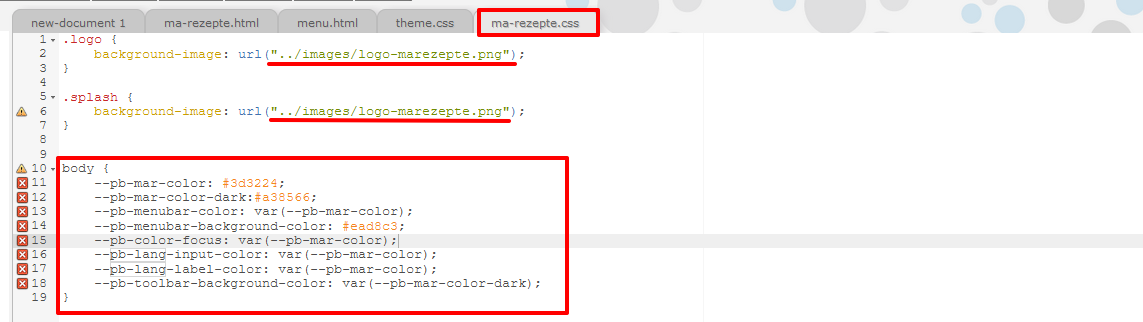 new-document 1 ma-rezepte.html menu.html theme.css ma-rezepte.css
1 .logo {
2 background-image: url("../images/logo-marezepte.png");
3 }
4
5 .splash {
6 background-image: url("../images/logo-marezepte.png");
7 }
8
9
10 body {
11 --pb-mar-color: #3d3224;
12 --pb-mar-color-dark:#a38566;
13 --pb-menubar-color: var(--pb-mar-color);
14 --pb-menubar-background-color: #ead8c3;
15 --pb-color-focus: var(--pb-mar-color);
16 --pb-lang-input-color: var(--pb-mar-color);
17 --pb-lang-label-color: var(--pb-mar-color);
18 --pb-toolbar-background-color: var(--pb-mar-color-dark);
19 }